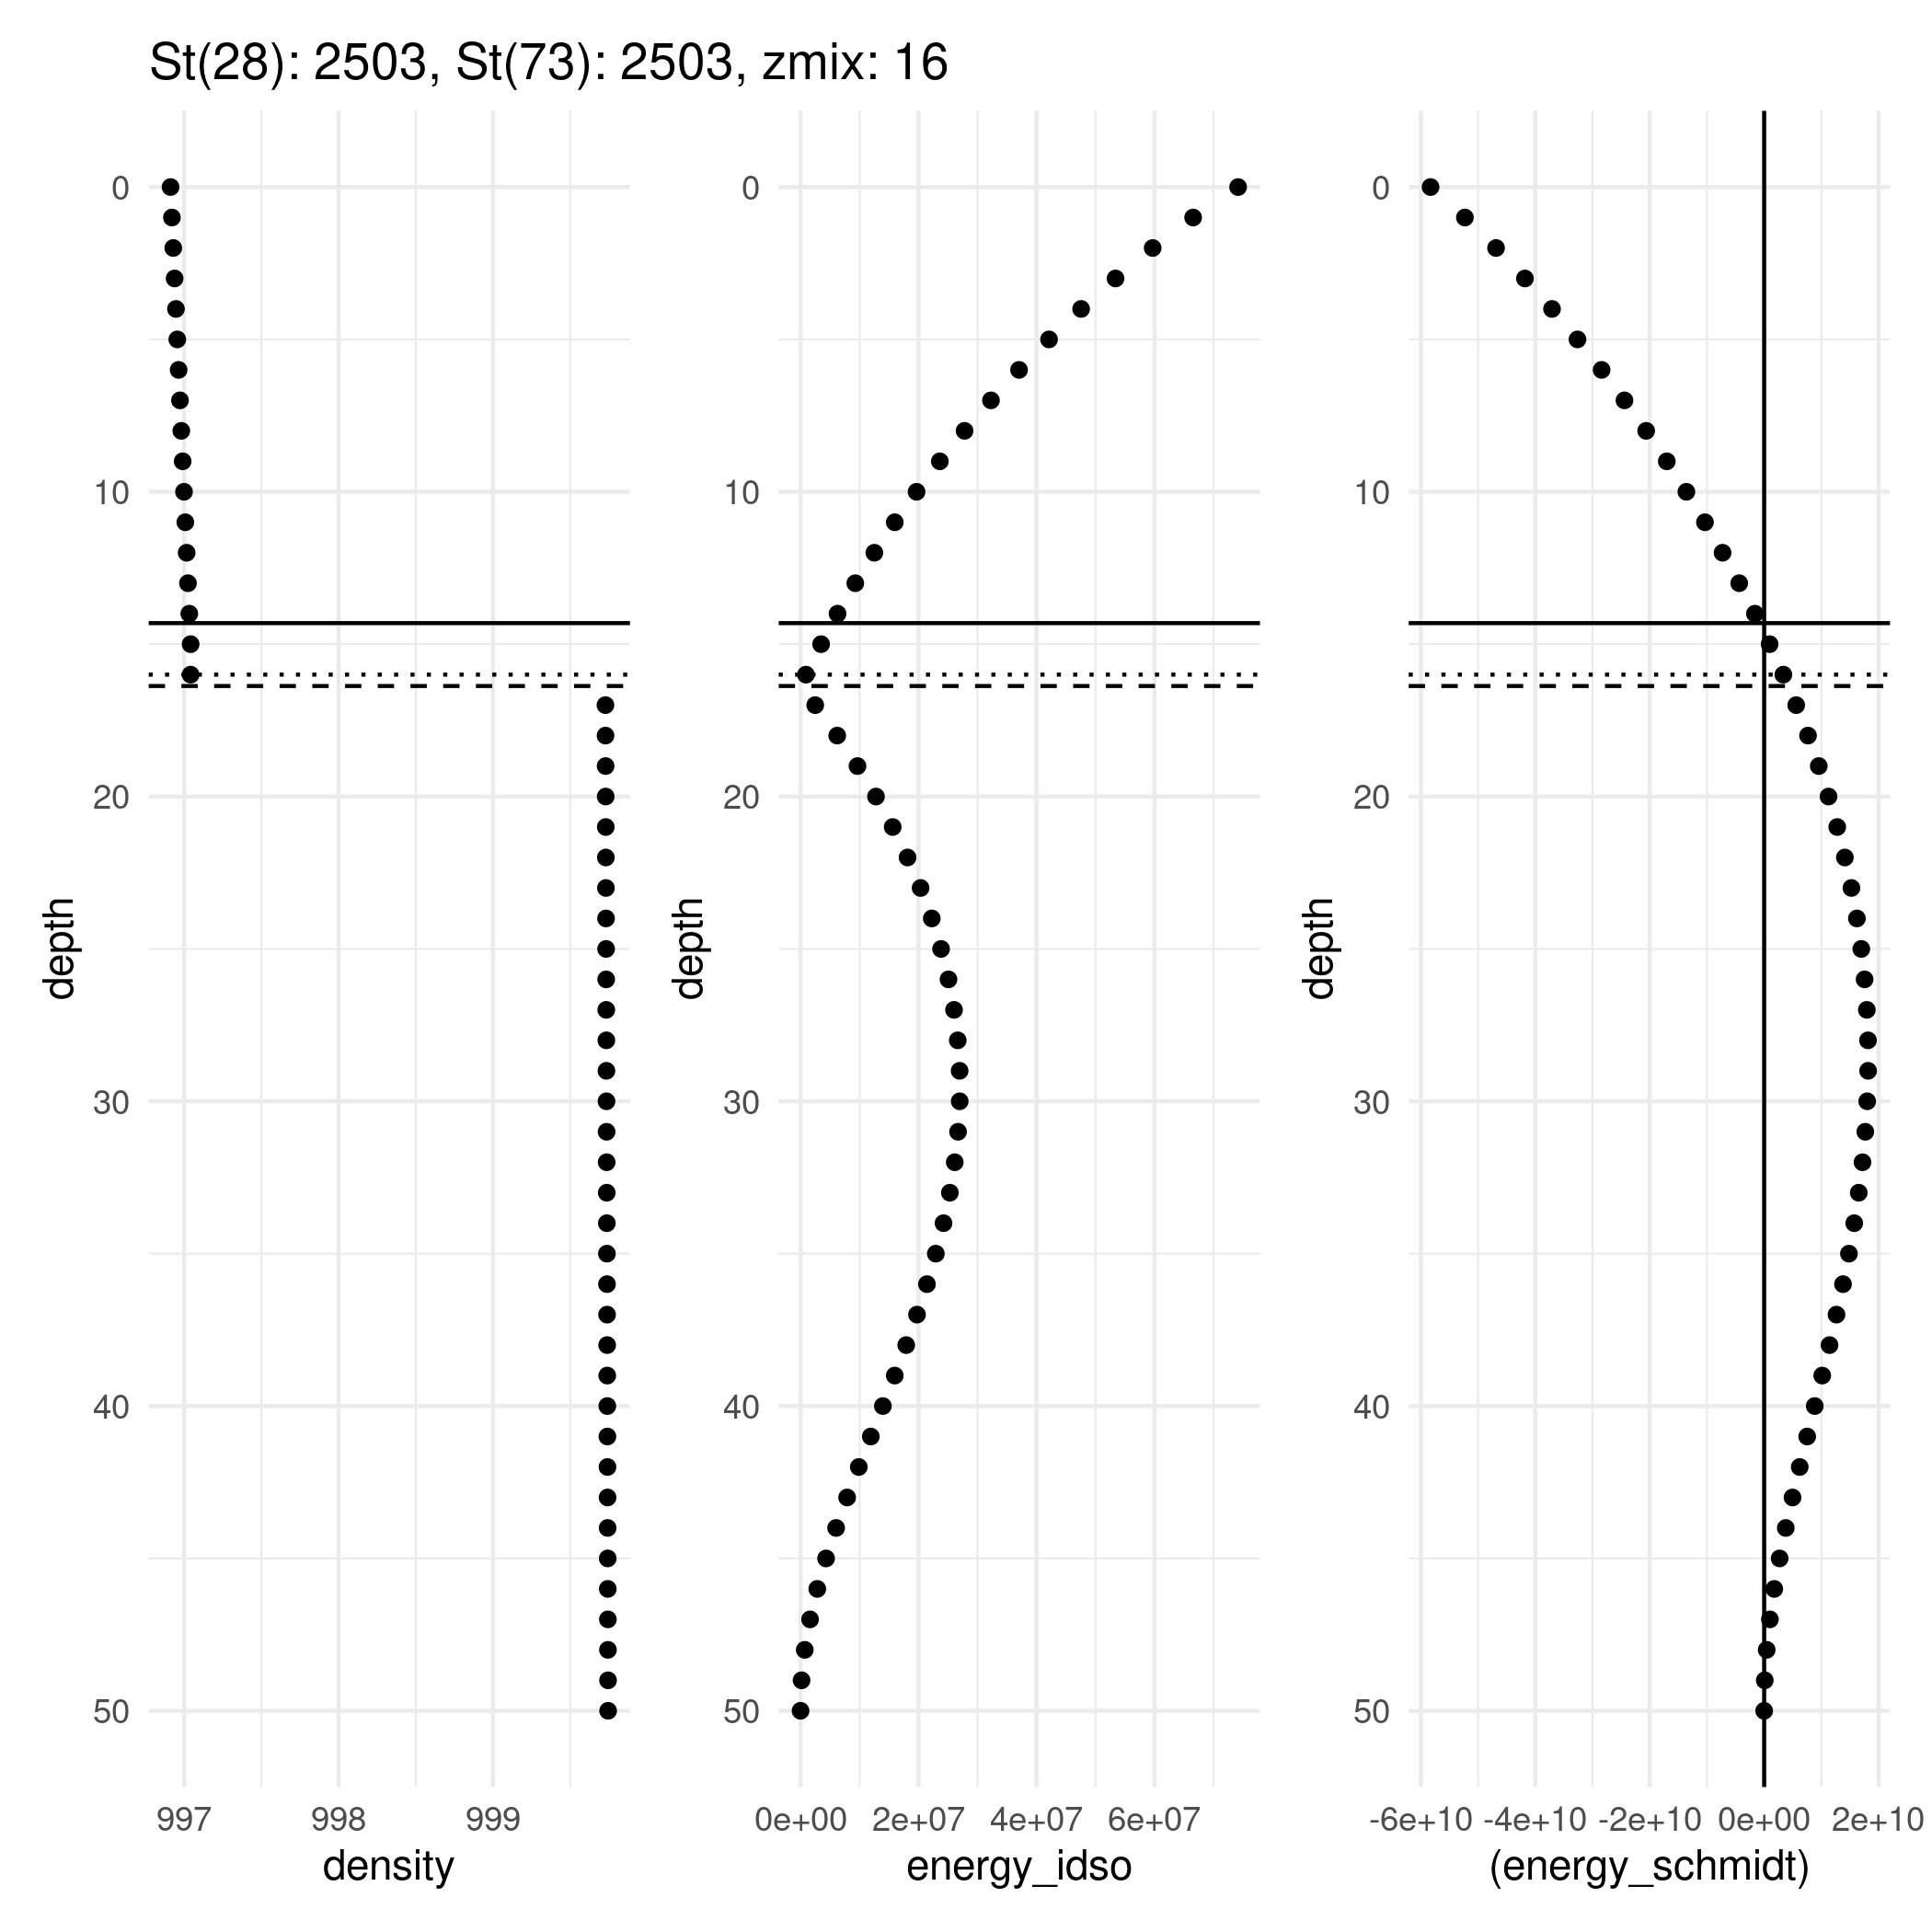 St(28): 2503, St(73): 2503, zmix: 16
0
10
20
30
40
50
depth
997 998 999
density
0
10
20
30
40
50
depth
0e+00 2e+07 4e+07 6e+07
energy_idso
0
10
20
30
40
50
depth
-6e+10 -4e+10 -2e+10 0e+00 2e+10
(energy_schmidt)